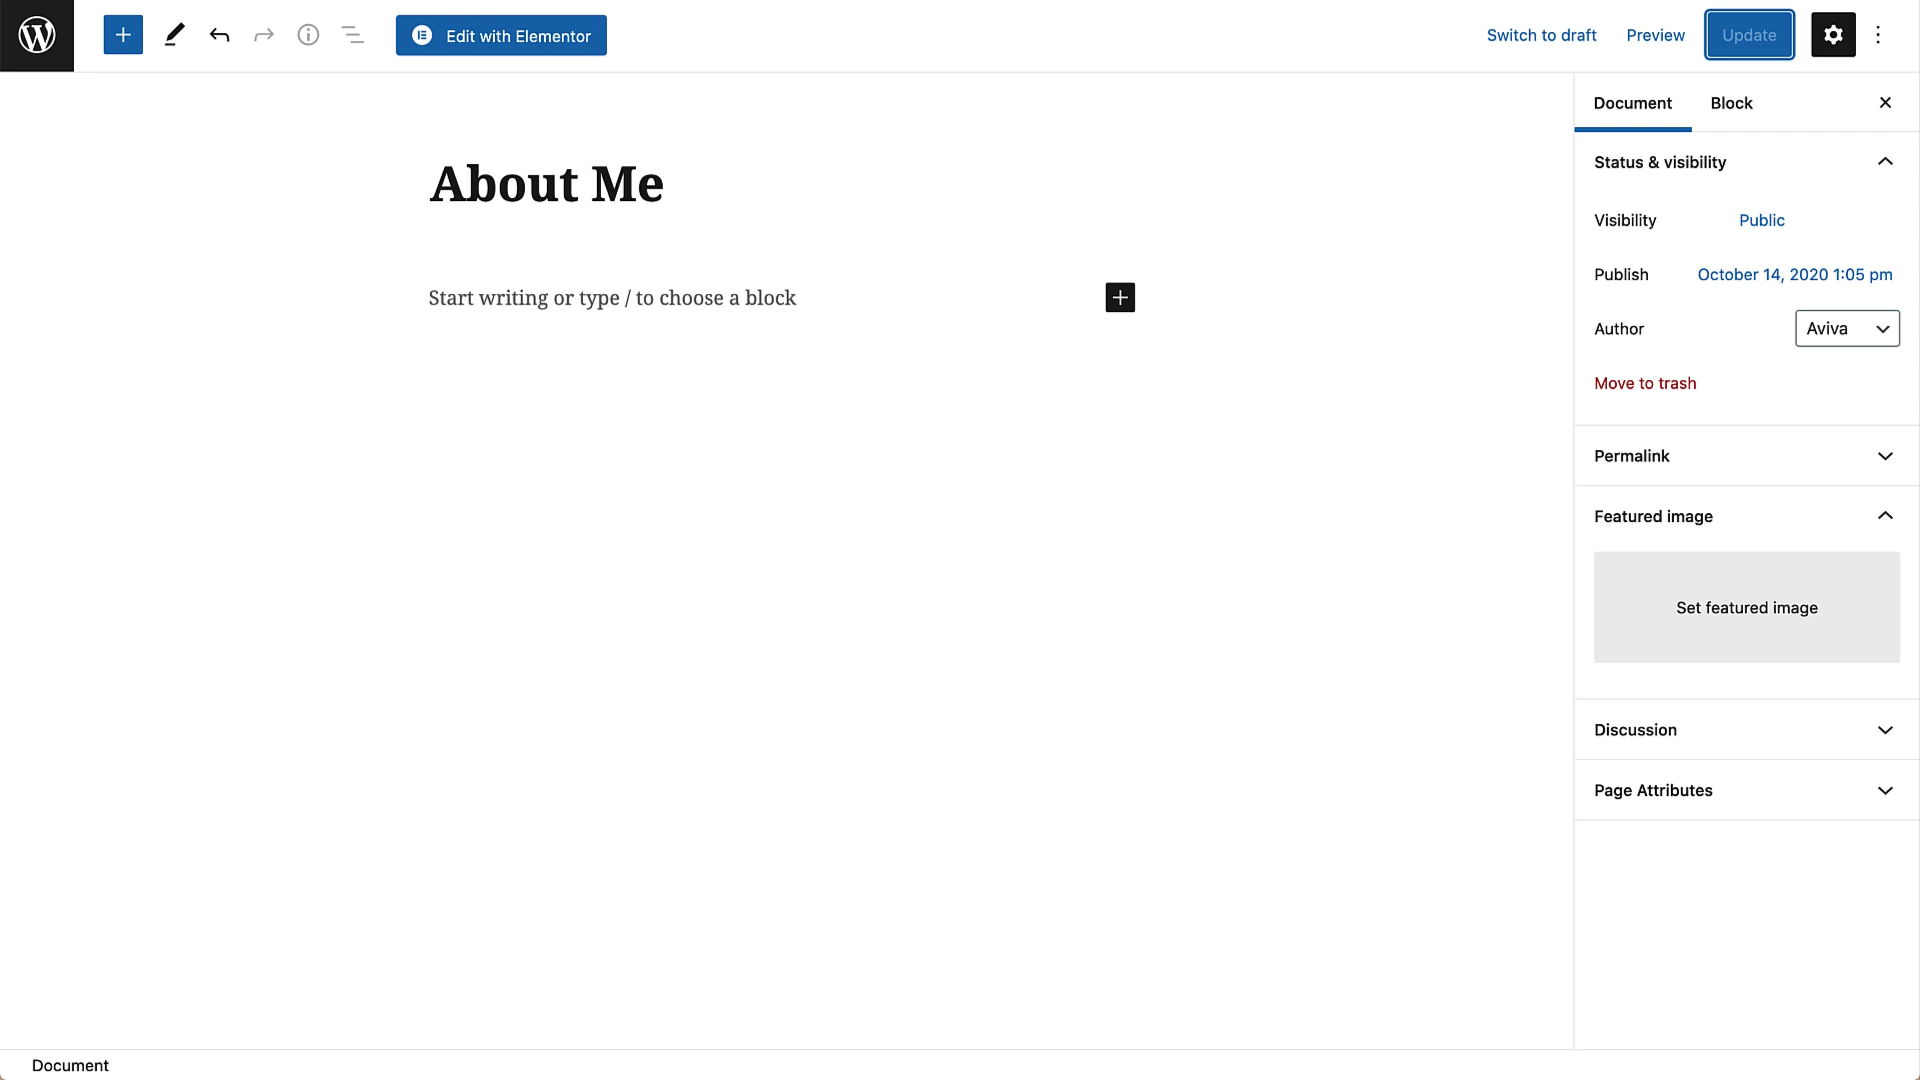 Edit with Elementor
Switch to draft
Preview
Update
Document
Block
About Me
Start writing or type / to choose a block
Status & visibility
Visibility
Public
Publish
October 14, 2020 1:05 pm
Author
Aviva
Move to trash
Permalink
Featured image
Set featured image
Discussion
Page Attributes
Document